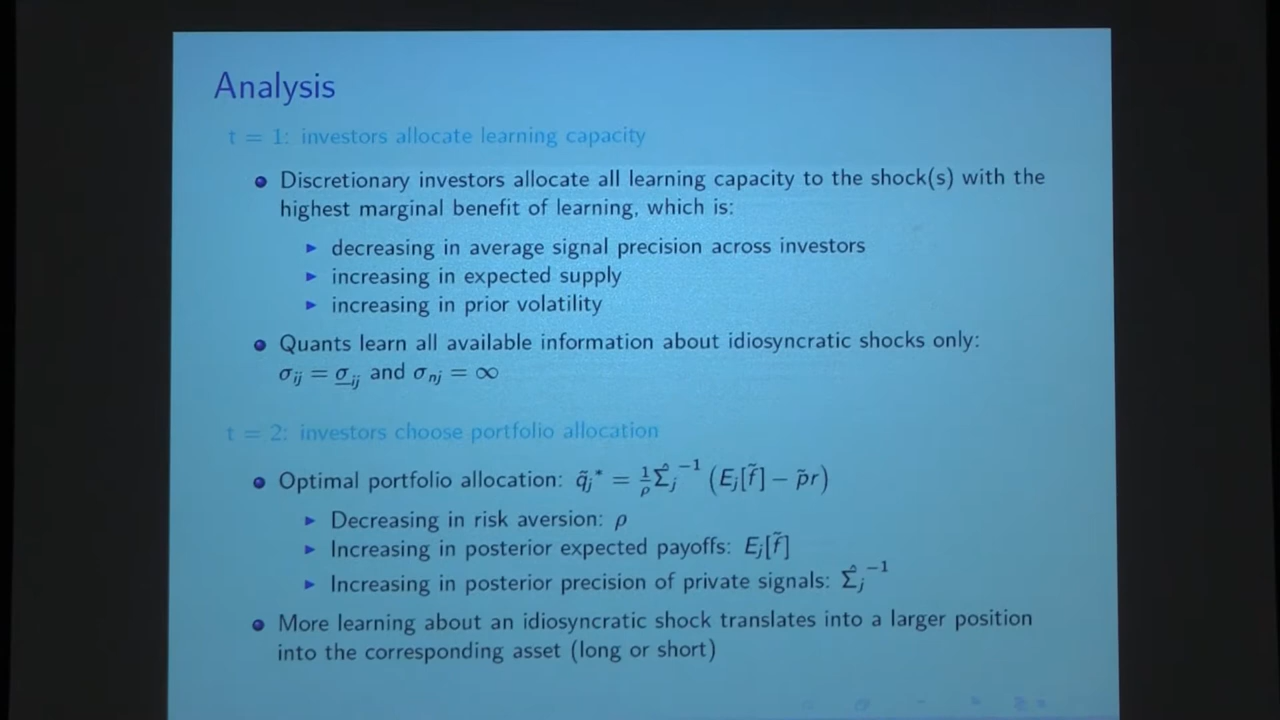 Analysis
t = 1: investors allocate learning capacity
Discretionary investors allocate all learning capacity to the shock(s) with the
highest marginal benefit of learning, which is:
decreasing in average signal precision across investors
increasing in expected supply
increasing in prior volatility
Quants learn all available information about idiosyncratic shocks only:
σ_ij = σ̲_ij and σ_nj = ∞
t = 2: investors choose portfolio allocation
Optimal portfolio allocation: q̃_j* = 1/ρ Σ̂_j⁻¹ (E_j[f̃] − p̃r)
Decreasing in risk aversion: ρ
Increasing in posterior expected payoffs: E_j[f̃]
Increasing in posterior precision of private signals: Σ̂_j⁻¹
More learning about an idiosyncratic shock translates into a larger position
into the corresponding asset (long or short)